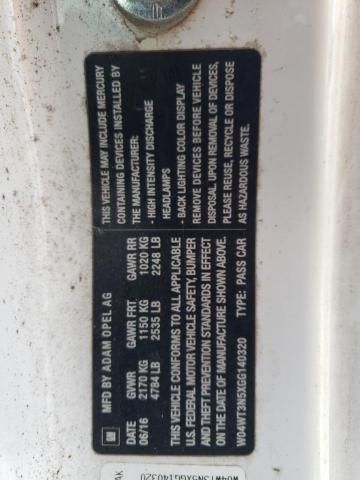 GM MFD BY ADAM OPEL AG
GVWR GAWR FRT. GAWR RR
06/16 2170 KG 1150 KG 1020 KG
4784 LB 2535 LB 2248 LB
THIS VEHICLE CONFORMS TO ALL APPLICABLE
U.S. FEDERAL MOTOR VEHICLE SAFETY, BUMPER
AND THEFT PREVENTION STANDARDS IN EFFECT
ON THE DATE OF MANUFACTURE SHOWN ABOVE.
W04WT3N5XGG140320 TYPE: PASS CAR
THIS VEHICLE MAY INCLUDE MERCURY
CONTAINING DEVICES INSTALLED BY
THE MANUFACTURER:
- HIGH INTENSITY DISCHARGE
HEADLAMPS
- BACK LIGHTING COLOR DISPLAY
REMOVE DEVICES BEFORE VEHICLE
DISPOSAL. UPON REMOVAL OF DEVICES,
PLEASE REUSE, RECYCLE OR DISPOSE
AS HAZARDOUS WASTE.
AK
W04WT3N5XGG140320